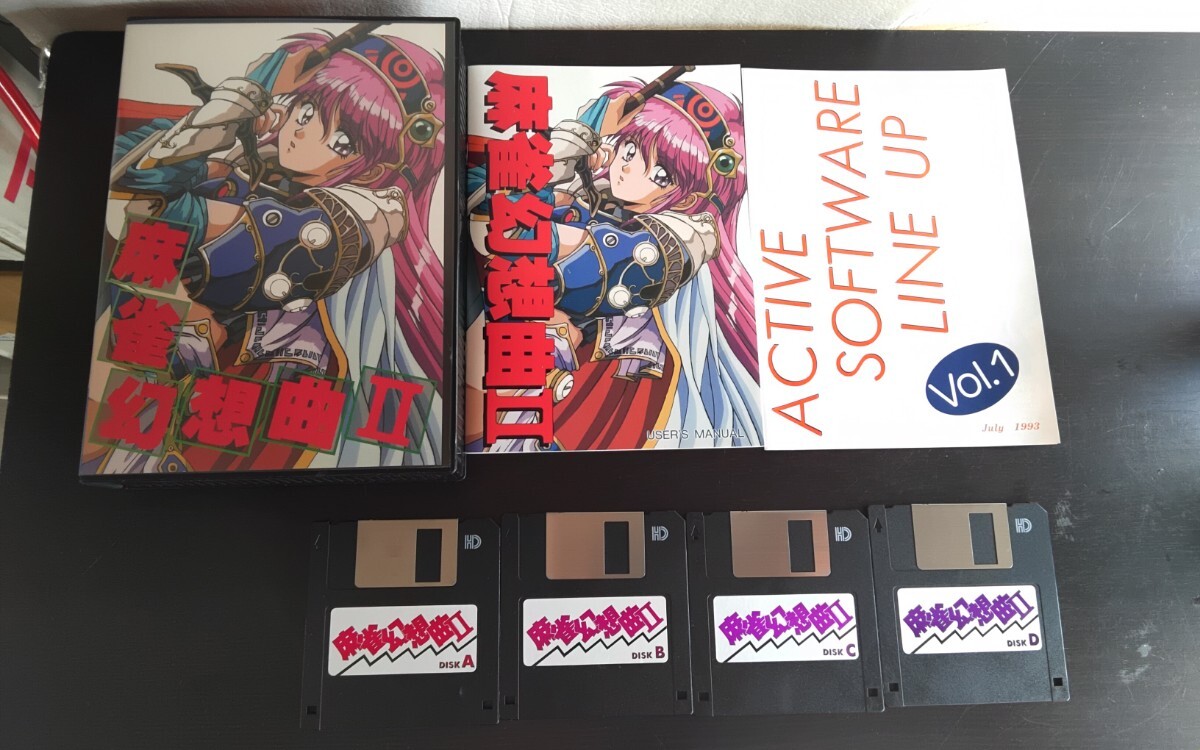 麻雀
幻想曲II
麻雀幻想曲II
USER'S MANUAL
ACTIVE
SOFTWARE
LINE UP
Vol.1
July 1993
HD
麻雀幻想曲II
DISK A
HD
麻雀幻想曲II
DISK B
HD
麻雀幻想曲II
DISK C
HD
麻雀幻想曲II
DISK D